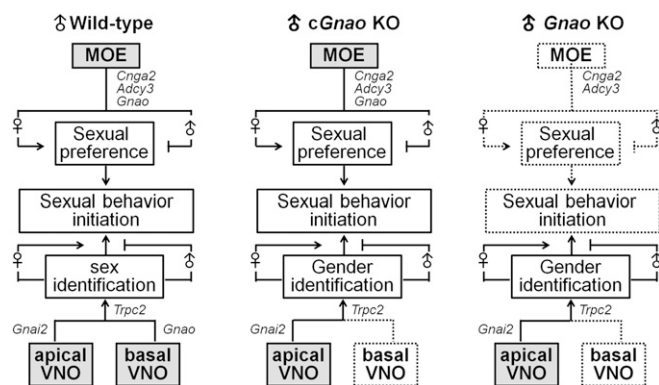 ♂ Wild-type
MOE
Cnga2
Adcy3
Gnao
♀
♂
Sexual
preference
Sexual behavior
initiation
♀
♂
sex
identification
Trpc2
Gnai2
Gnao
apical
VNO
basal
VNO
♂ cGnao KO
MOE
Cnga2
Adcy3
Gnao
♀
♂
Sexual
preference
Sexual behavior
initiation
♀
♂
Gender
identification
Trpc2
Gnai2
apical
VNO
basal
VNO
♂ Gnao KO
MOE
Cnga2
Adcy3
♀
♂
Sexual
preference
Sexual behavior
initiation
♀
♂
Gender
identification
Trpc2
Gnai2
apical
VNO
basal
VNO